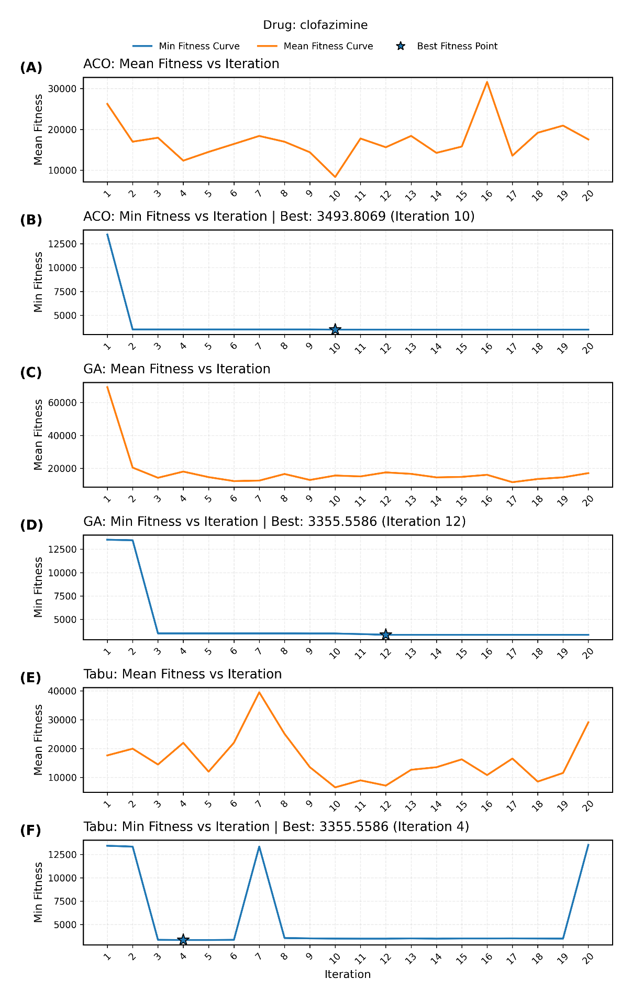 Drug: clofazimine
Min Fitness Curve Mean Fitness Curve Best Fitness Point
(A) ACO: Mean Fitness vs Iteration
Mean Fitness
30000
20000
10000
1 2 3 4 5 6 7 8 9 10 11 12 13 14 15 16 17 18 19 20
(B) ACO: Min Fitness vs Iteration | Best: 3493.8069 (Iteration 10)
Min Fitness
12500
10000
7500
5000
1 2 3 4 5 6 7 8 9 10 11 12 13 14 15 16 17 18 19 20
(C) GA: Mean Fitness vs Iteration
Mean Fitness
60000
40000
20000
1 2 3 4 5 6 7 8 9 10 11 12 13 14 15 16 17 18 19 20
(D) GA: Min Fitness vs Iteration | Best: 3355.5586 (Iteration 12)
Min Fitness
12500
10000
7500
5000
1 2 3 4 5 6 7 8 9 10 11 12 13 14 15 16 17 18 19 20
(E) Tabu: Mean Fitness vs Iteration
Mean Fitness
40000
30000
20000
10000
1 2 3 4 5 6 7 8 9 10 11 12 13 14 15 16 17 18 19 20
(F) Tabu: Min Fitness vs Iteration | Best: 3355.5586 (Iteration 4)
Min Fitness
12500
10000
7500
5000
1 2 3 4 5 6 7 8 9 10 11 12 13 14 15 16 17 18 19 20
Iteration